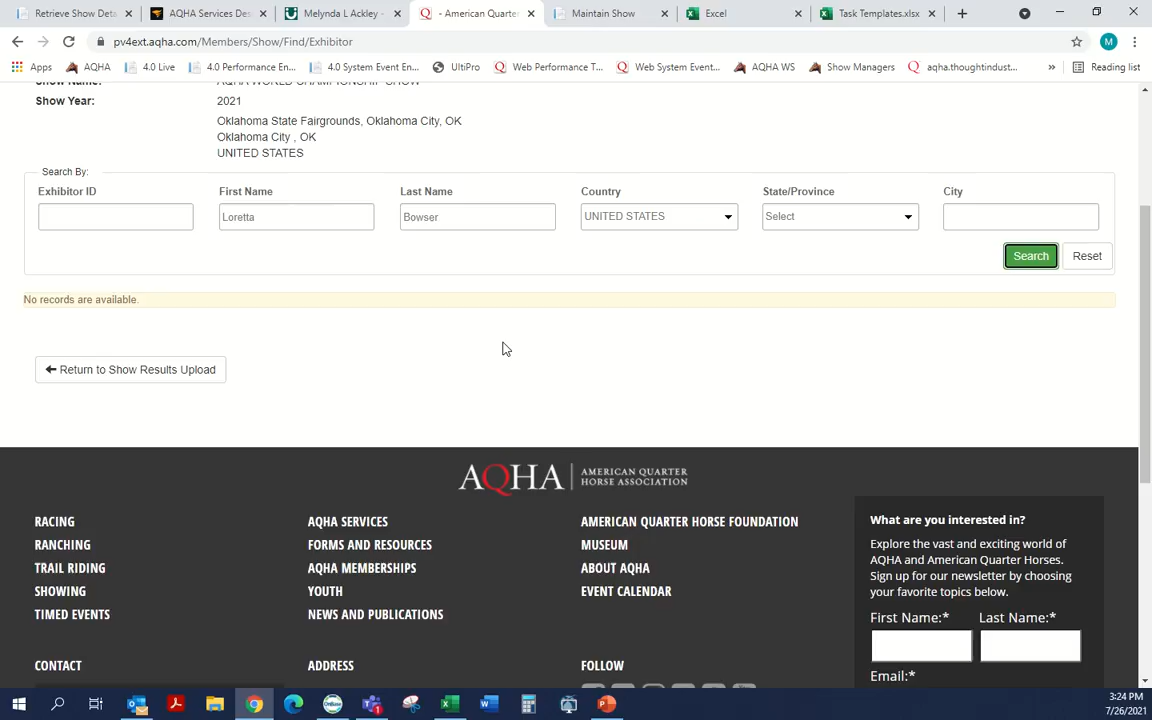 Retrieve Show Deta
AQHA Services Des
Melynda L Ackley -
- American Quarte
Maintain Show
Excel
Task Templates.xlsx
pv4ext.aqha.com/Members/Show/Find/Exhibitor
M
Apps
AQHA
4.0 Live
4.0 Performance En...
4.0 System Event En...
UltiPro
Web Performance T...
Web System Event...
AQHA WS
Show Managers
aqha.thoughtindust...
»
Reading list
Show Name:
AQHA WORLD CHAMPIONSHIP SHOW
Show Year:
2021
Oklahoma State Fairgrounds, Oklahoma City, OK
Oklahoma City , OK
UNITED STATES
Search By:
Exhibitor ID
First Name
Last Name
Country
State/Province
City
Loretta
Bowser
UNITED STATES
Select
Search
Reset
No records are available.
Return to Show Results Upload
AQHA
AMERICAN QUARTER
HORSE ASSOCIATION
RACING
RANCHING
TRAIL RIDING
SHOWING
TIMED EVENTS
AQHA SERVICES
FORMS AND RESOURCES
AQHA MEMBERSHIPS
YOUTH
NEWS AND PUBLICATIONS
AMERICAN QUARTER HORSE FOUNDATION
MUSEUM
ABOUT AQHA
EVENT CALENDAR
What are you interested in?
Explore the vast and exciting world of
AQHA and American Quarter Horses.
Sign up for our newsletter by choosing
your favorite topics below.
First Name:*
Last Name:*
Email:*
CONTACT
ADDRESS
FOLLOW
3:24 PM
7/26/2021